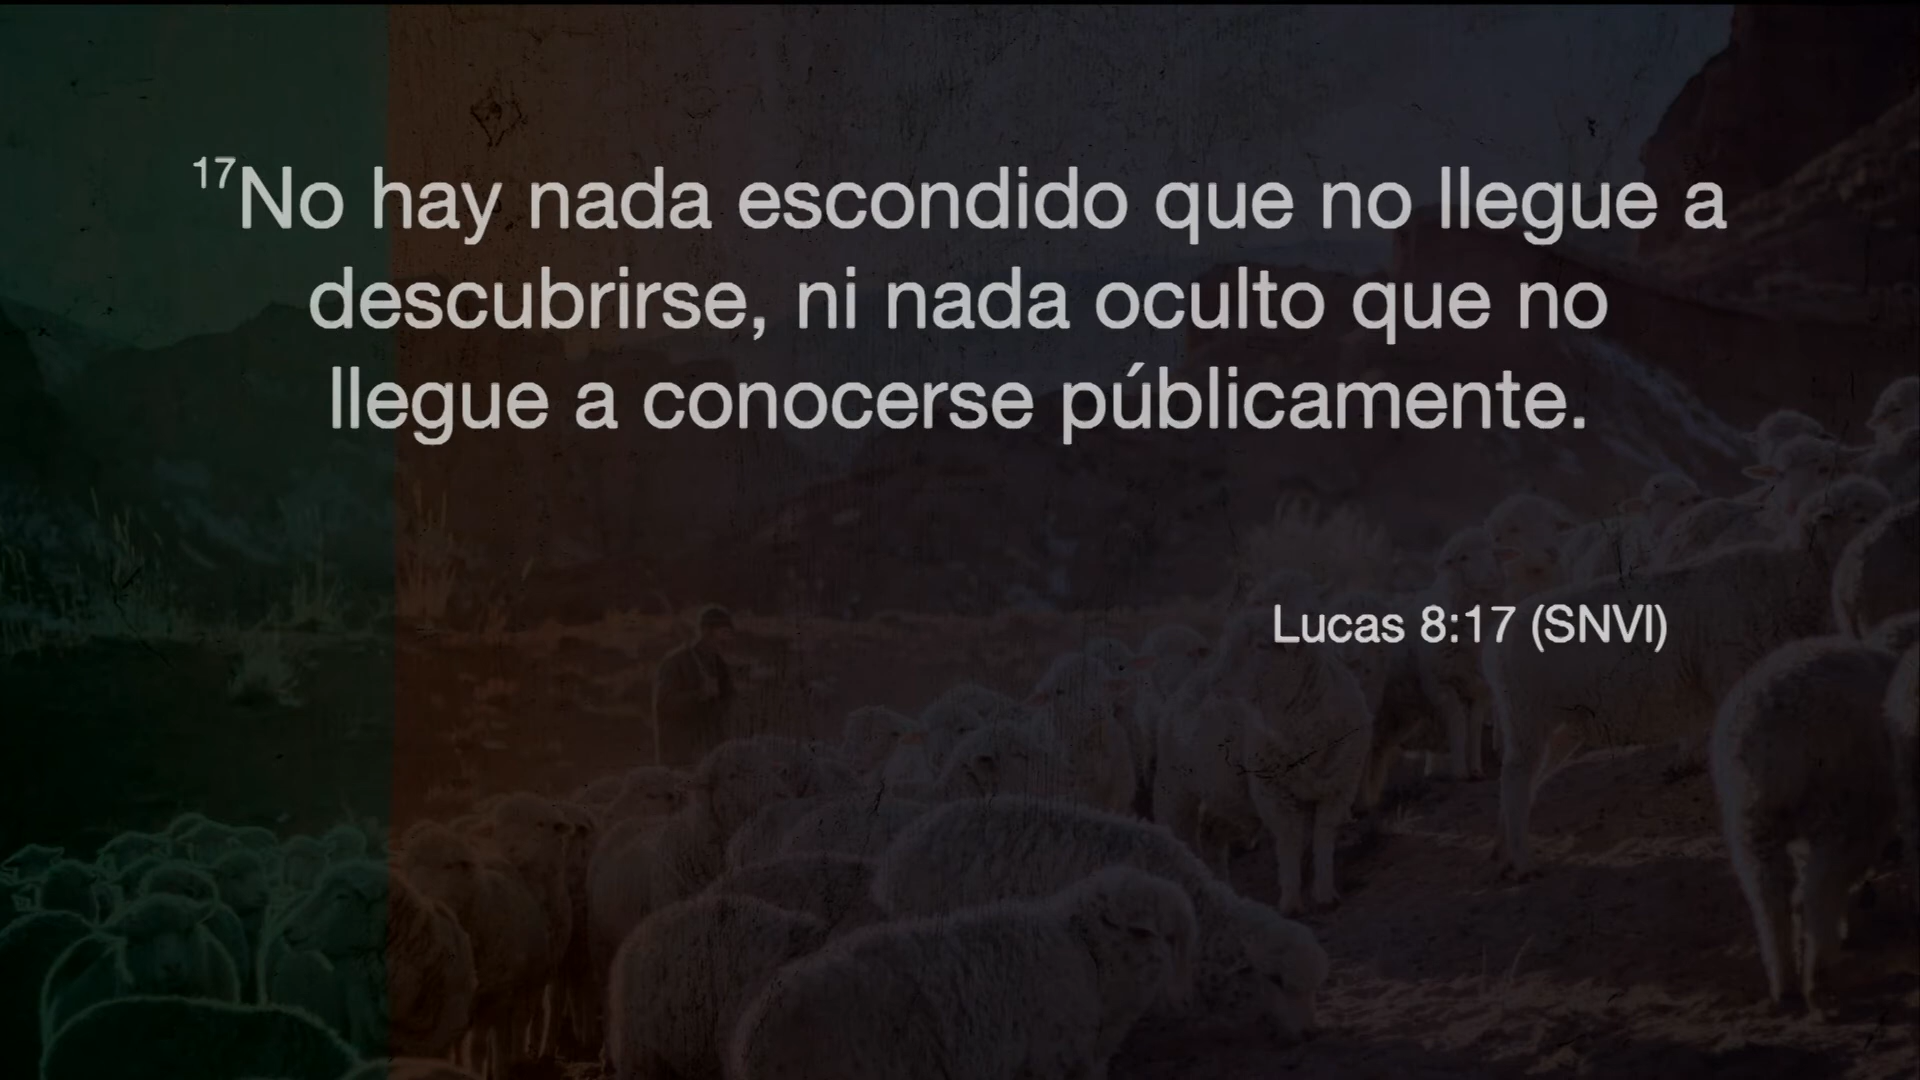 17No hay nada escondido que no llegue a
descubrirse, ni nada oculto que no
llegue a conocerse públicamente.
Lucas 8:17 (SNVI)